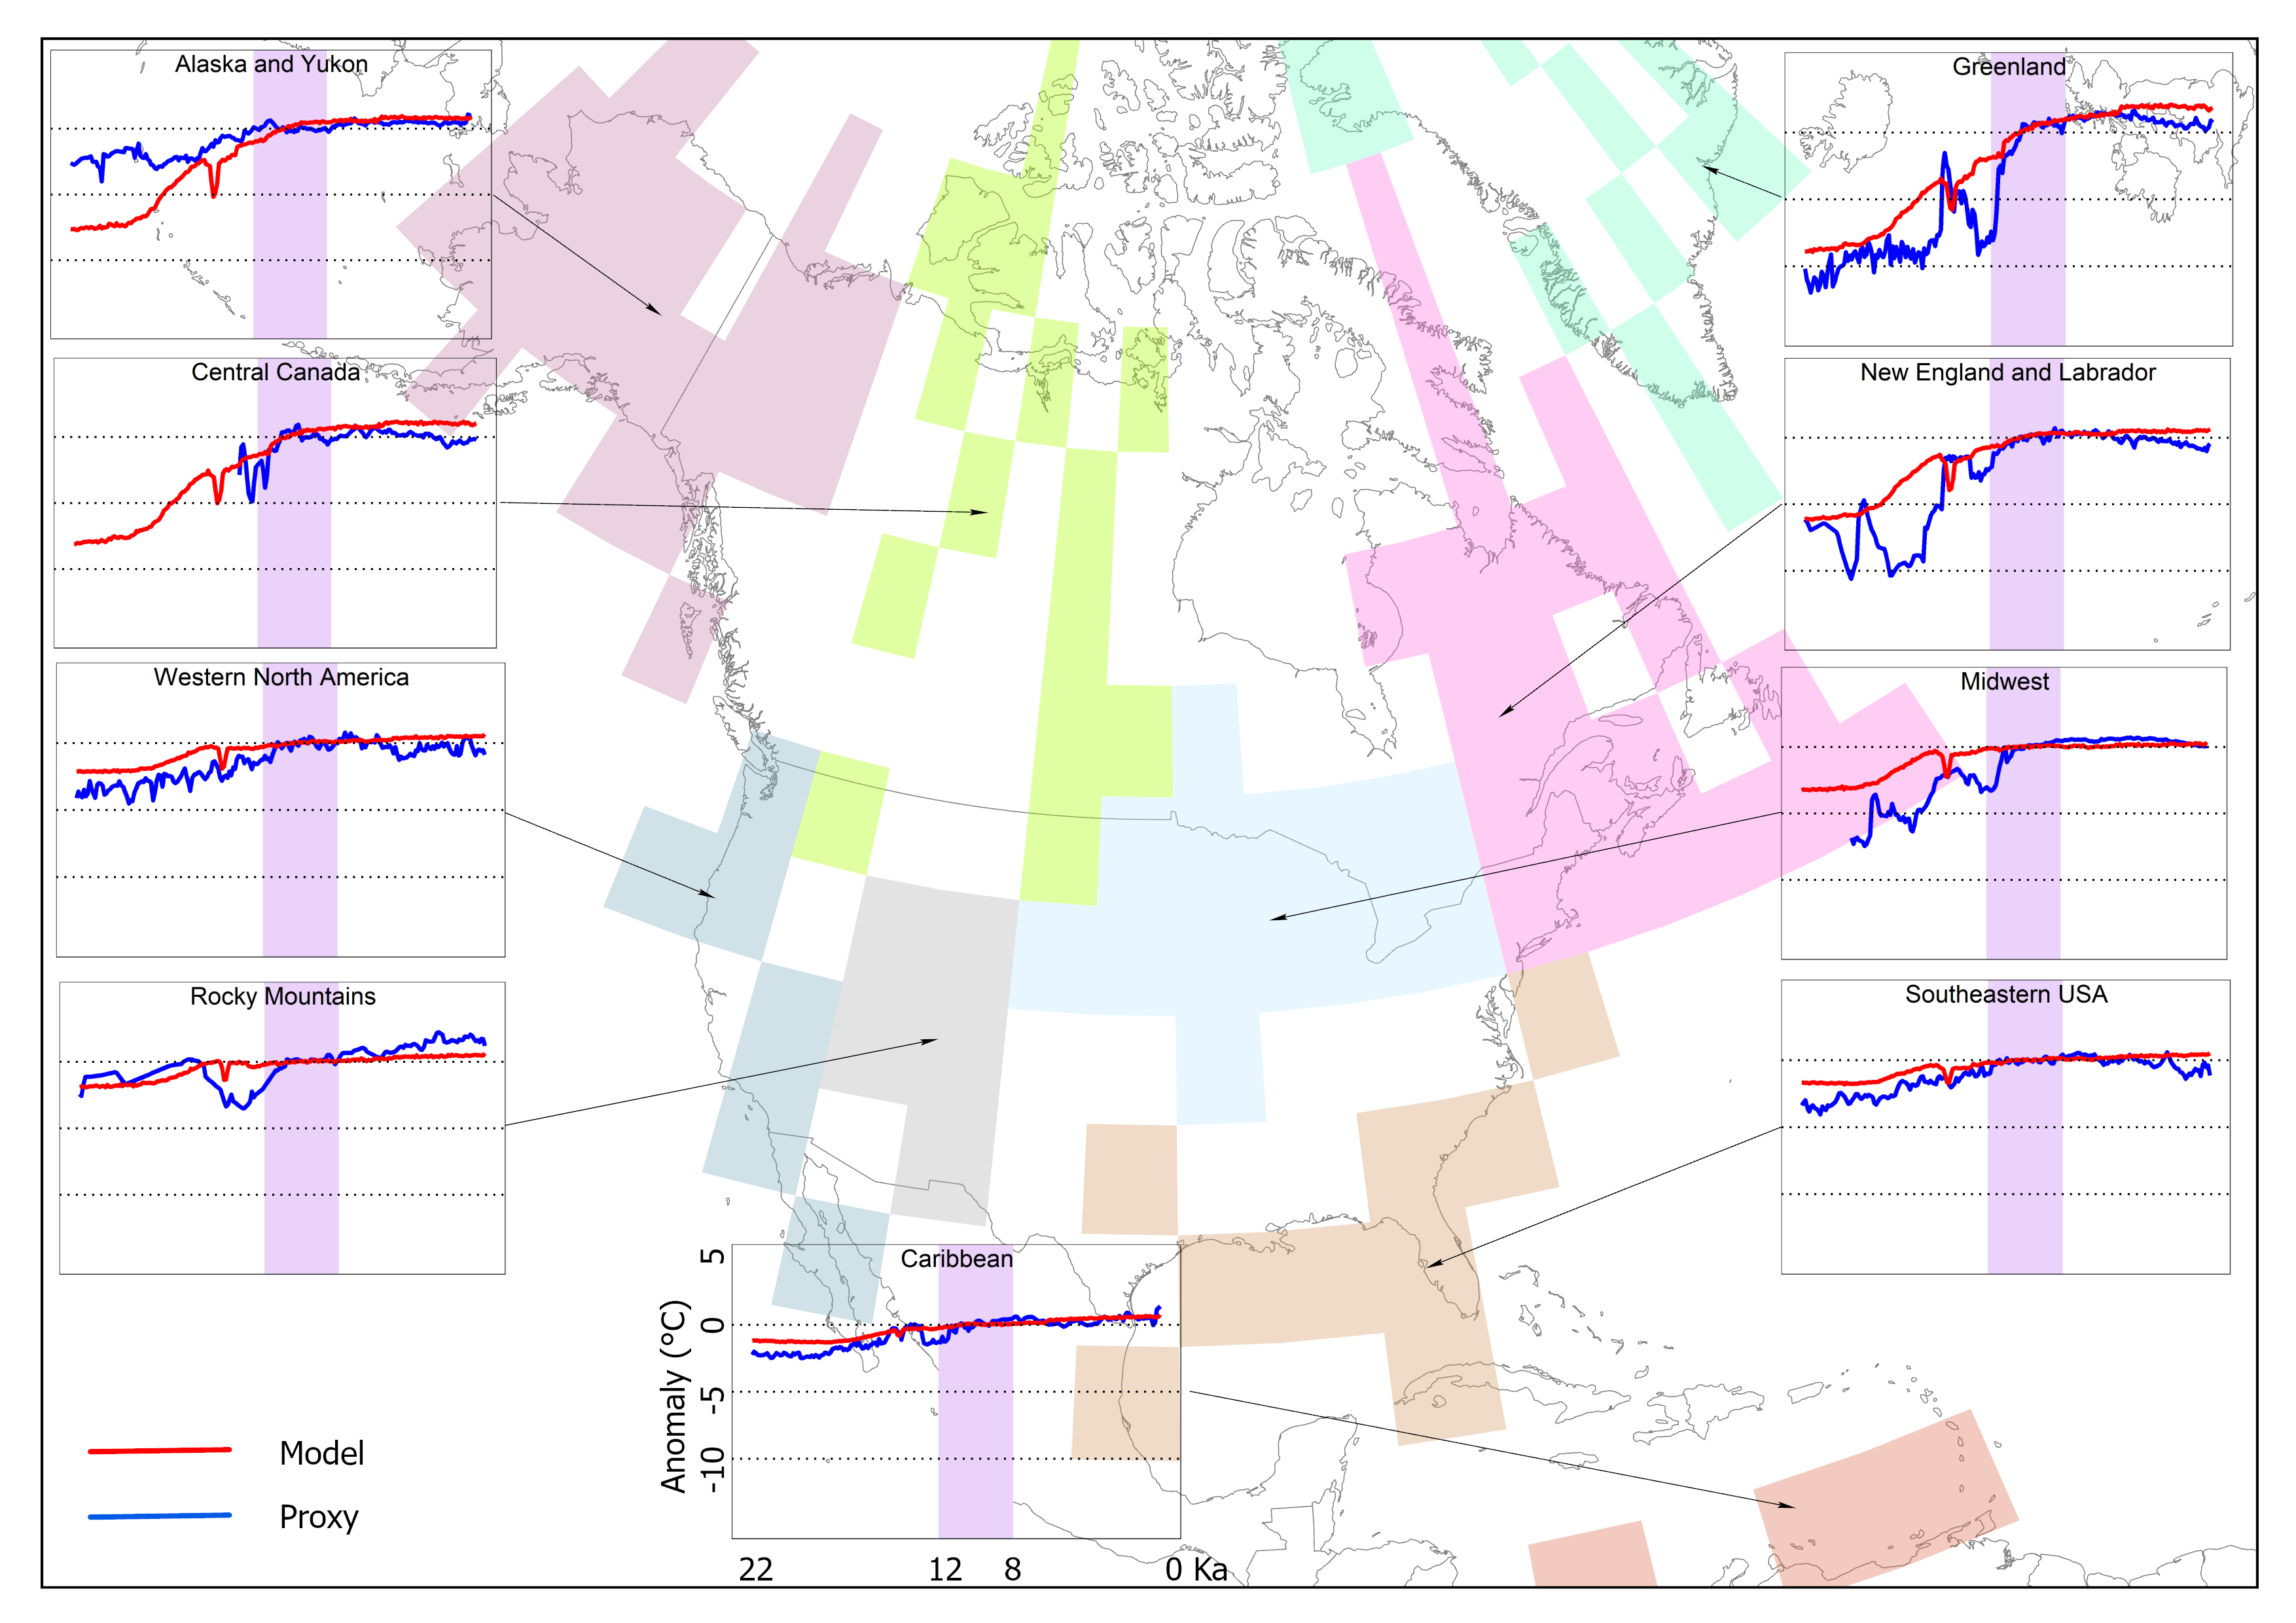 Alaska and Yukon
Greenland
Central Canada
New England and Labrador
Western North America
Midwest
Rocky Mountains
Southeastern USA
Caribbean
Anomaly (°C)
5
0
-5
-10
22
12
8
0 Ka
Model
Proxy